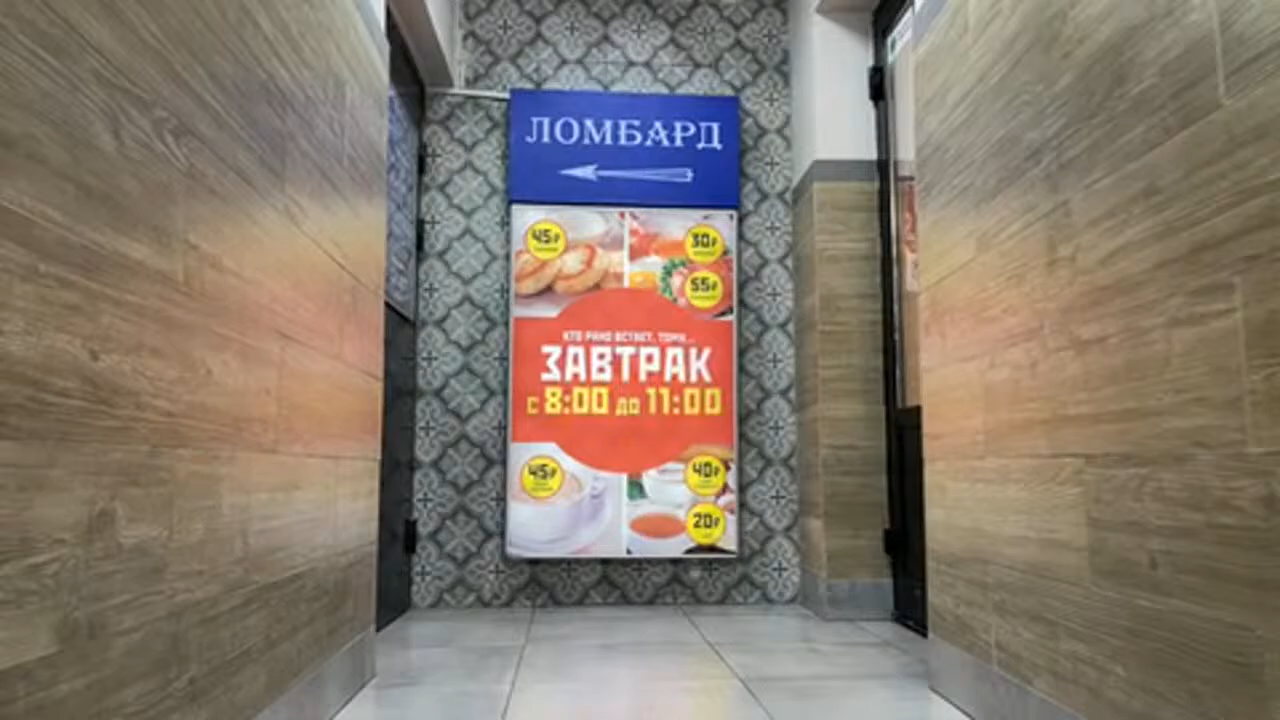 ЛОМБАРД
45₽
30₽
55₽
КТО РАНО ВСТАЕТ, ТОМУ...
ЗАВТРАК
С 8:00 ДО 11:00
45₽
40₽
20₽